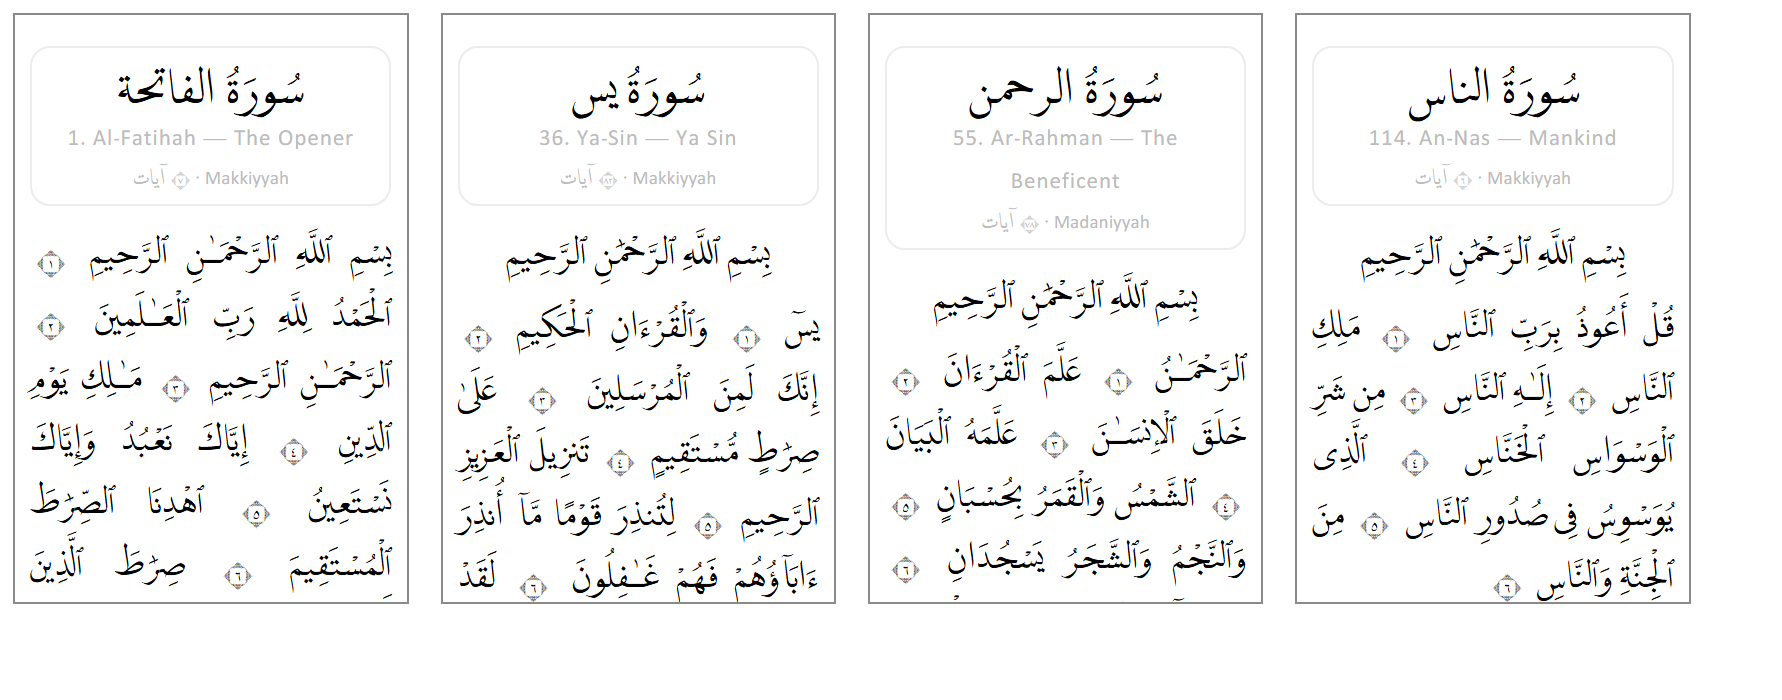 سُورَةُ الفاتحة
1. Al-Fatihah — The Opener
آيات ٧ · Makkiyyah
بِسْمِ ٱللَّهِ ٱلرَّحْمَـٰنِ ٱلرَّحِيمِ ١
ٱلْحَمْدُ لِلَّهِ رَبِّ ٱلْعَـٰلَمِينَ ٢
ٱلرَّحْمَـٰنِ ٱلرَّحِيمِ ٣ مَـٰلِكِ يَوْمِ
ٱلدِّينِ ٤ إِيَّاكَ نَعْبُدُ وَإِيَّاكَ
نَسْتَعِينُ ٥ ٱهْدِنَا ٱلصِّرَٰطَ
ٱلْمُسْتَقِيمَ ٦ صِرَٰطَ ٱلَّذِينَ
سُورَةُ يس
36. Ya-Sin — Ya Sin
آيات ٨٣ · Makkiyyah
بِسْمِ ٱللَّهِ ٱلرَّحْمَٰنِ ٱلرَّحِيمِ
يسٓ ١ وَٱلْقُرْءَانِ ٱلْحَكِيمِ ٢
إِنَّكَ لَمِنَ ٱلْمُرْسَلِينَ ٣ عَلَىٰ
صِرَٰطٍ مُّسْتَقِيمٍ ٤ تَنزِيلَ ٱلْعَزِيزِ
ٱلرَّحِيمِ ٥ لِتُنذِرَ قَوْمًا مَّآ أُنذِرَ
ءَابَآؤُهُمْ فَهُمْ غَـٰفِلُونَ ٦ لَقَدْ
سُورَةُ الرحمن
55. Ar-Rahman — The
Beneficent
آيات ٧٨ · Madaniyyah
بِسْمِ ٱللَّهِ ٱلرَّحْمَٰنِ ٱلرَّحِيمِ
ٱلرَّحْمَـٰنُ ١ عَلَّمَ ٱلْقُرْءَانَ ٢
خَلَقَ ٱلْإِنسَـٰنَ ٣ عَلَّمَهُ ٱلْبَيَانَ
٤ ٱلشَّمْسُ وَٱلْقَمَرُ بِحُسْبَانٍ ٥
وَٱلنَّجْمُ وَٱلشَّجَرُ يَسْجُدَانِ ٦
سُورَةُ الناس
114. An-Nas — Mankind
آيات ٦ · Makkiyyah
بِسْمِ ٱللَّهِ ٱلرَّحْمَٰنِ ٱلرَّحِيمِ
قُلْ أَعُوذُ بِرَبِّ ٱلنَّاسِ ١ مَلِكِ
ٱلنَّاسِ ٢ إِلَـٰهِ ٱلنَّاسِ ٣ مِن شَرِّ
ٱلْوَسْوَاسِ ٱلْخَنَّاسِ ٤ ٱلَّذِى
يُوَسْوِسُ فِى صُدُورِ ٱلنَّاسِ ٥ مِنَ
ٱلْجِنَّةِ وَٱلنَّاسِ ٦